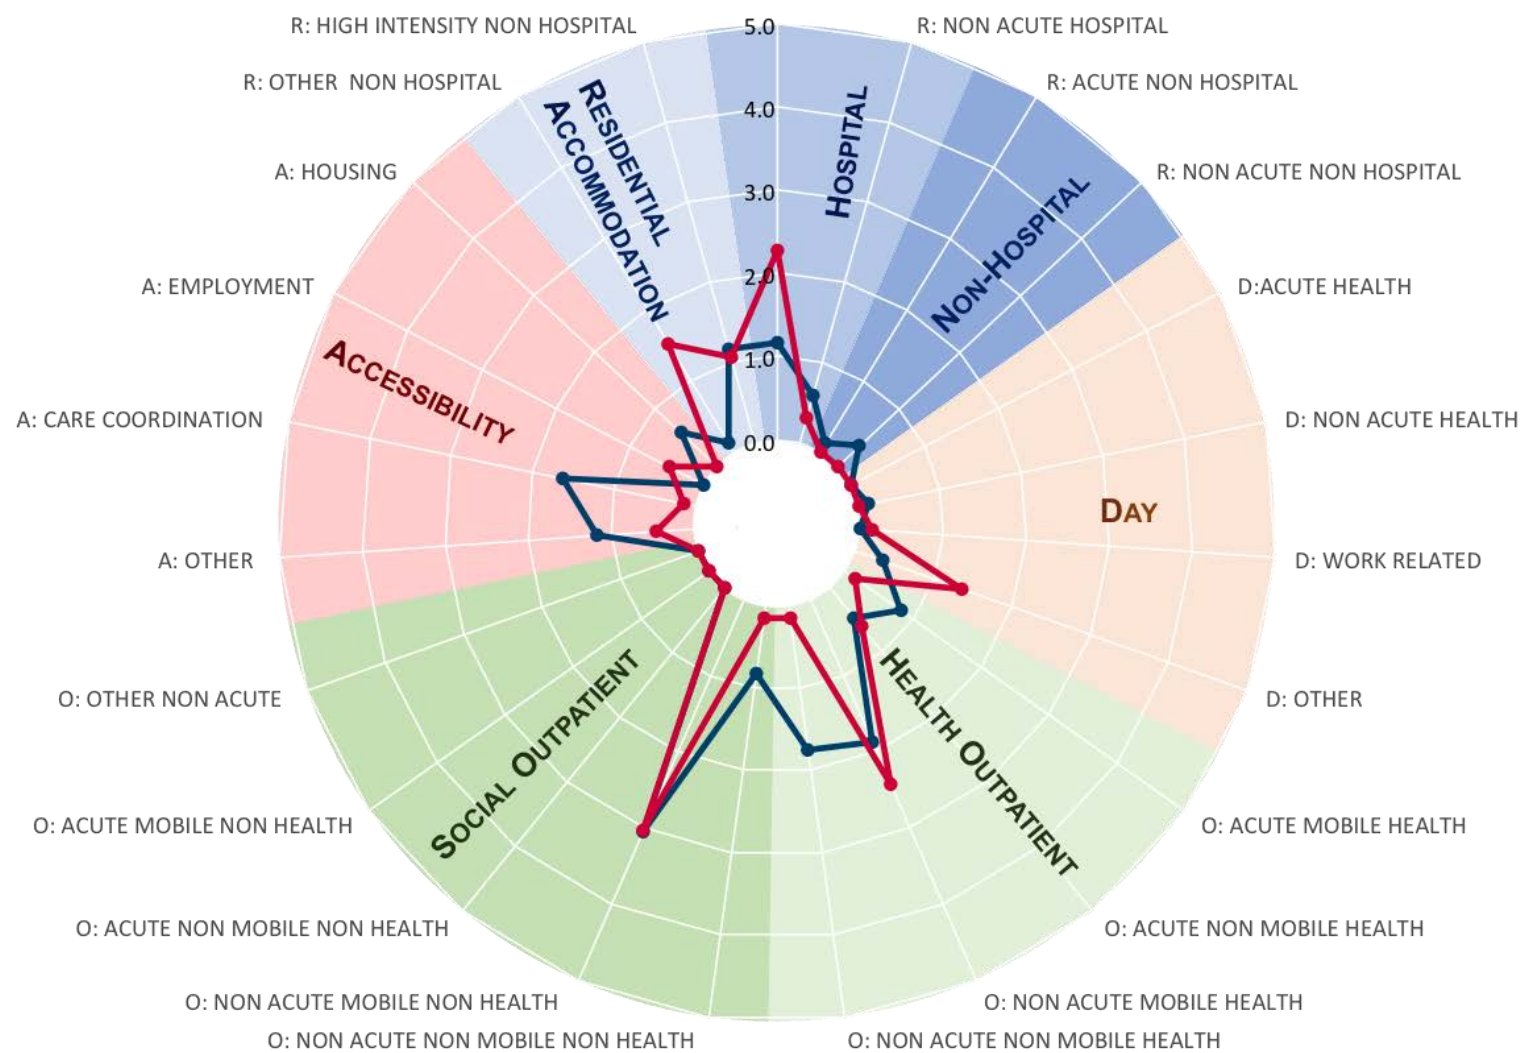 R: HIGH INTENSITY NON HOSPITAL
5.0
R: NON ACUTE HOSPITAL
R: OTHER NON HOSPITAL
R: ACUTE NON HOSPITAL
RESIDENTIAL
ACCOMMODATION
HOSPITAL
4.0
A: HOUSING
R: NON ACUTE NON HOSPITAL
3.0
NON-HOSPITAL
A: EMPLOYMENT
2.0
D:ACUTE HEALTH
ACCESSIBILITY
1.0
A: CARE COORDINATION
D: NON ACUTE HEALTH
0.0
DAY
A: OTHER
D: WORK RELATED
O: OTHER NON ACUTE
D: OTHER
SOCIAL OUTPATIENT
HEALTH OUTPATIENT
O: ACUTE MOBILE NON HEALTH
O: ACUTE MOBILE HEALTH
O: ACUTE NON MOBILE NON HEALTH
O: ACUTE NON MOBILE HEALTH
O: NON ACUTE MOBILE NON HEALTH
O: NON ACUTE MOBILE HEALTH
O: NON ACUTE NON MOBILE NON HEALTH
O: NON ACUTE NON MOBILE HEALTH